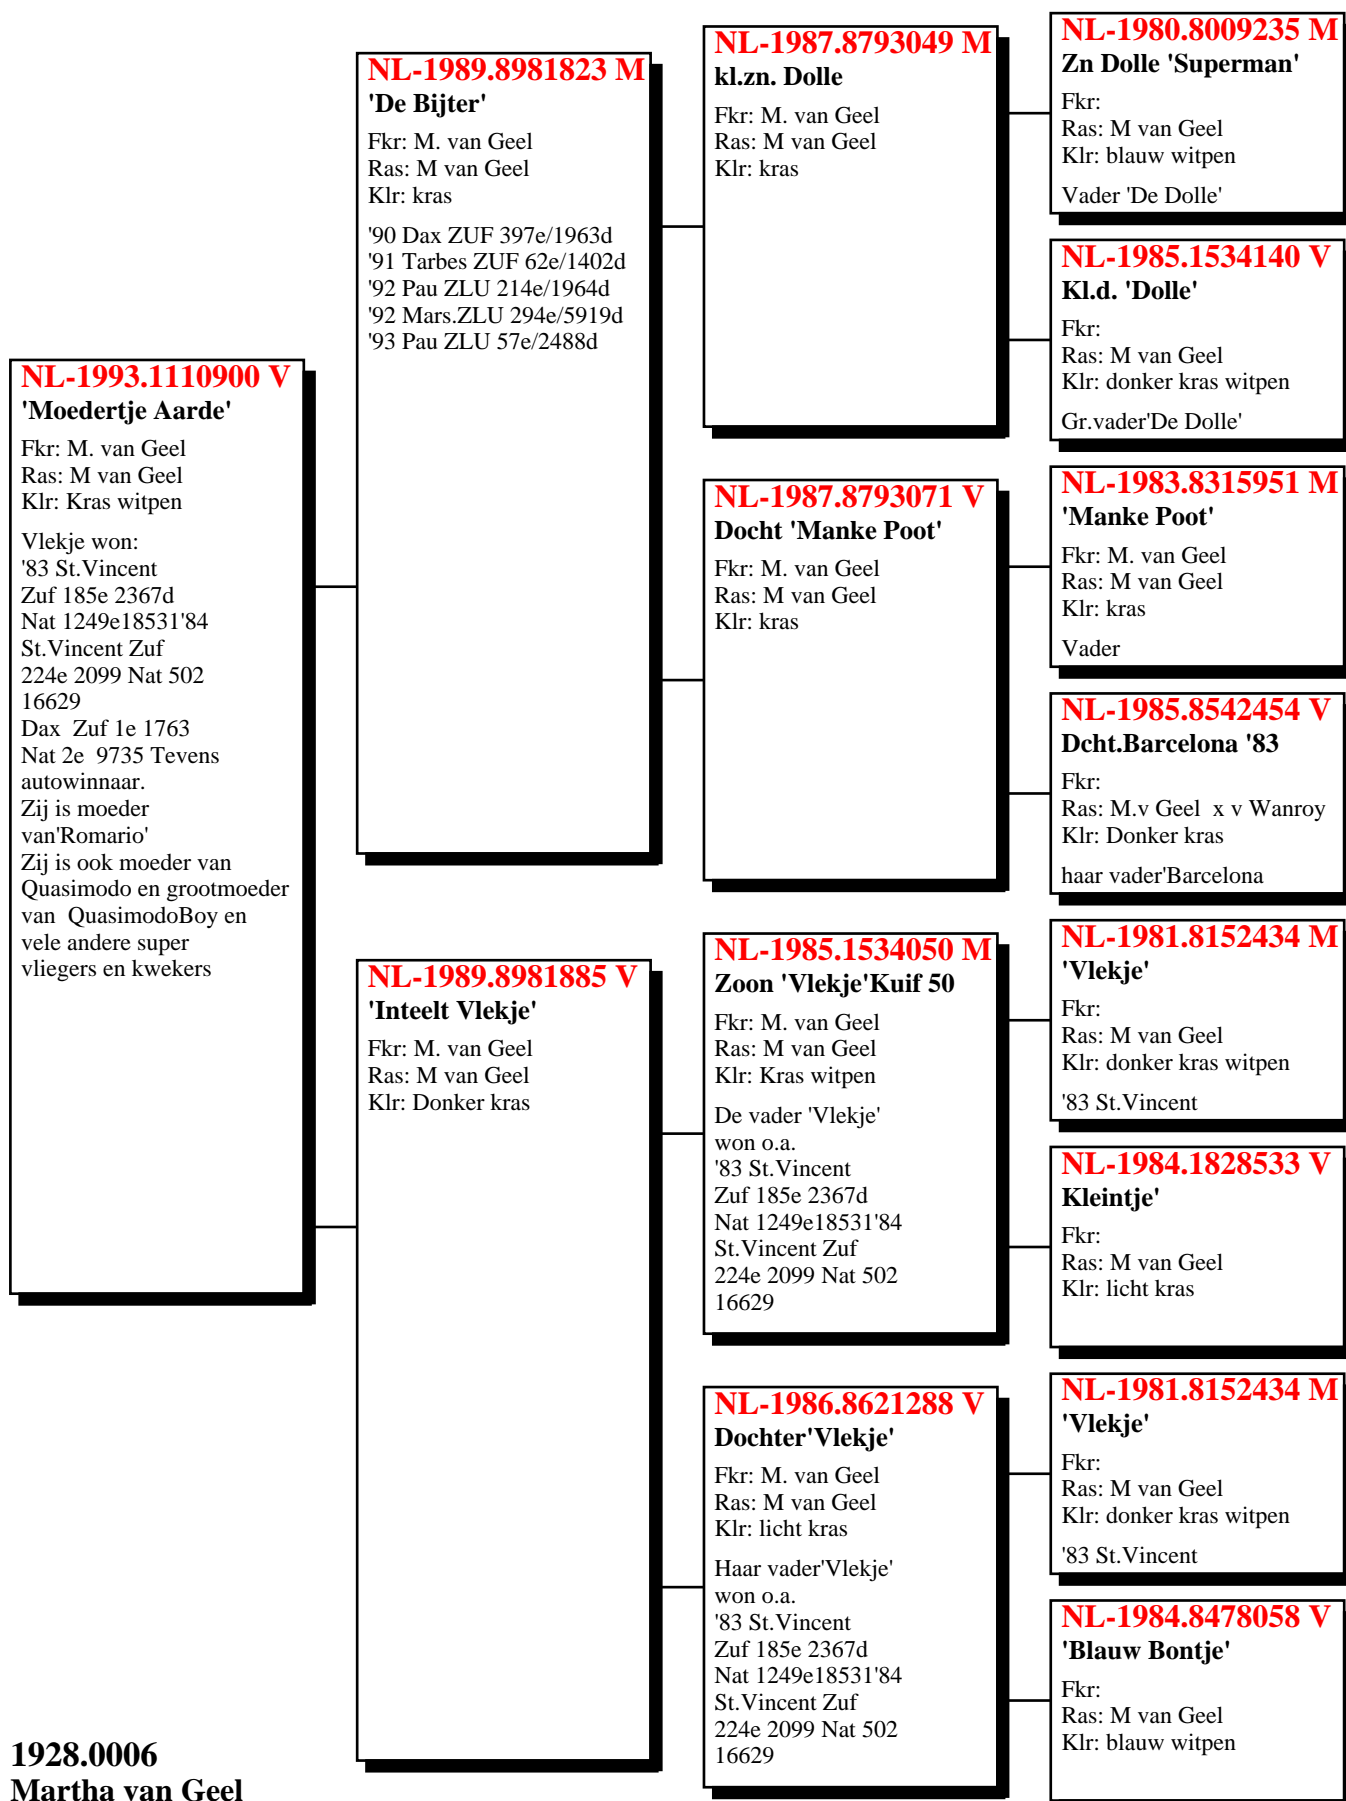 NL-1993.1110900 V
'Moedertje Aarde'
Fkr: M. van Geel
Ras: M van Geel
Klr: Kras witpen
Vlekje won:
'83 St.Vincent
Zuf 185e 2367d
Nat 1249e18531'84
St.Vincent Zuf
224e 2099 Nat 502
16629
Dax  Zuf 1e 1763
Nat 2e  9735 Tevens
autowinnaar.
Zij is moeder
van'Romario'
Zij is ook moeder van
Quasimodo en grootmoeder
van  QuasimodoBoy en
vele andere super
vliegers en kwekers
NL-1989.8981823 M
'De Bijter'
Fkr: M. van Geel
Ras: M van Geel
Klr: kras
'90 Dax ZUF 397e/1963d
'91 Tarbes ZUF 62e/1402d
'92 Pau ZLU 214e/1964d
'92 Mars.ZLU 294e/5919d
'93 Pau ZLU 57e/2488d
NL-1989.8981885 V
'Inteelt Vlekje'
Fkr: M. van Geel
Ras: M van Geel
Klr: Donker kras
NL-1987.8793049 M
kl.zn. Dolle
Fkr: M. van Geel
Ras: M van Geel
Klr: kras
NL-1987.8793071 V
Docht 'Manke Poot'
Fkr: M. van Geel
Ras: M van Geel
Klr: kras
NL-1985.1534050 M
Zoon 'Vlekje'Kuif 50
Fkr: M. van Geel
Ras: M van Geel
Klr: Kras witpen
De vader 'Vlekje'
won o.a.
'83 St.Vincent
Zuf 185e 2367d
Nat 1249e18531'84
St.Vincent Zuf
224e 2099 Nat 502
16629
NL-1986.8621288 V
Dochter'Vlekje'
Fkr: M. van Geel
Ras: M van Geel
Klr: licht kras
Haar vader'Vlekje'
won o.a.
'83 St.Vincent
Zuf 185e 2367d
Nat 1249e18531'84
St.Vincent Zuf
224e 2099 Nat 502
16629
NL-1980.8009235 M
Zn Dolle 'Superman'
Fkr:
Ras: M van Geel
Klr: blauw witpen
Vader 'De Dolle'
NL-1985.1534140 V
Kl.d. 'Dolle'
Fkr:
Ras: M van Geel
Klr: donker kras witpen
Gr.vader'De Dolle'
NL-1983.8315951 M
'Manke Poot'
Fkr: M. van Geel
Ras: M van Geel
Klr: kras
Vader
NL-1985.8542454 V
Dcht.Barcelona '83
Fkr:
Ras: M.v Geel  x v Wanroy
Klr: Donker kras
haar vader'Barcelona
NL-1981.8152434 M
'Vlekje'
Fkr:
Ras: M van Geel
Klr: donker kras witpen
'83 St.Vincent
NL-1984.1828533 V
Kleintje'
Fkr:
Ras: M van Geel
Klr: licht kras
NL-1981.8152434 M
'Vlekje'
Fkr:
Ras: M van Geel
Klr: donker kras witpen
'83 St.Vincent
NL-1984.8478058 V
'Blauw Bontje'
Fkr:
Ras: M van Geel
Klr: blauw witpen
1928.0006
Martha van Geel